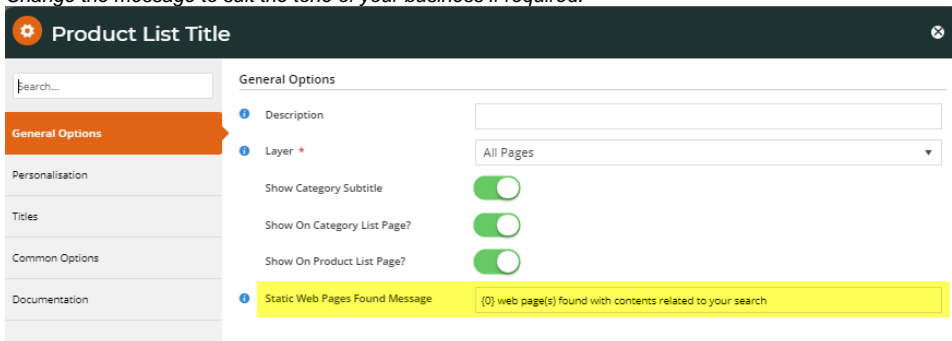 Change the message to suit the tone of your business if required.
Product List Title
Search...
General Options
Personalisation
Titles
Common Options
Documentation
General Options
Description
Layer * All Pages
Show Category Subtitle
Show On Category List Page?
Show On Product List Page?
Static Web Pages Found Message {0} web page(s) found with contents related to your search